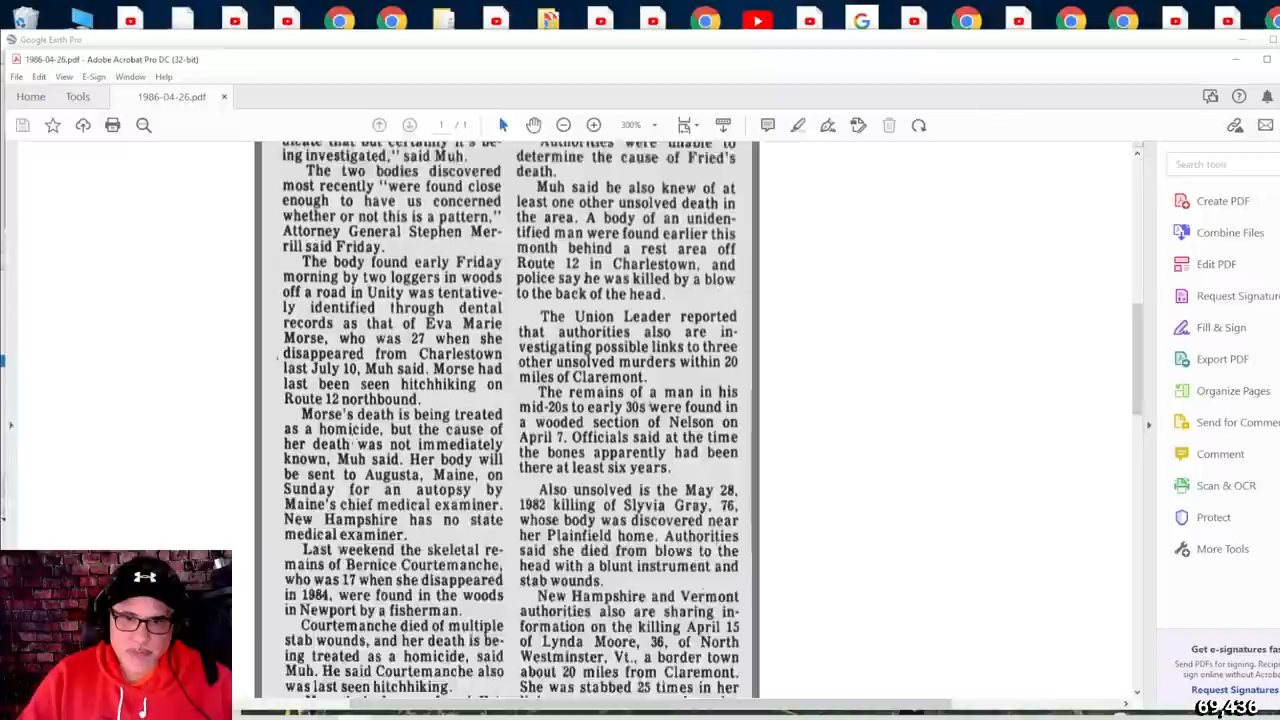 Google Earth Pro
1986-04-26.pdf - Adobe Acrobat Pro DC (32-bit)
File Edit View E-Sign Window Help
Home Tools 1986-04-26.pdf ×
1 / 1 300%
Search tools
ing investigated," said Muh.
The two bodies discovered
most recently "were found close
enough to have us concerned
whether or not this is a pattern,"
Attorney General Stephen Mer-
rill said Friday.
The body found early Friday
morning by two loggers in woods
off a road in Unity was tentative-
ly identified through dental
records as that of Eva Marie
Morse, who was 27 when she
disappeared from Charlestown
last July 10, Muh said. Morse had
last been seen hitchhiking on
Route 12 northbound.
Morse's death is being treated
as a homicide, but the cause of
her death was not immediately
known, Muh said. Her body will
be sent to Augusta, Maine, on
Sunday for an autopsy by
Maine's chief medical examiner.
New Hampshire has no state
medical examiner.
Last weekend the skeletal re-
mains of Bernice Courtemanche,
who was 17 when she disappeared
in 1984, were found in the woods
in Newport by a fisherman.
Courtemanche died of multiple
stab wounds, and her death is be-
ing treated as a homicide, said
Muh. He said Courtemanche also
was last seen hitchhiking.
Authorities were unable to
determine the cause of Fried's
death.
Muh said he also knew of at
least one other unsolved death in
the area. A body of an uniden-
tified man were found earlier this
month behind a rest area off
Route 12 in Charlestown, and
police say he was killed by a blow
to the back of the head.
The Union Leader reported
that authorities also are in-
vestigating possible links to three
other unsolved murders within 20
miles of Claremont.
The remains of a man in his
mid-20s to early 30s were found in
a wooded section of Nelson on
April 7. Officials said at the time
the bones apparently had been
there at least six years.
Also unsolved is the May 28,
1982 killing of Slyvia Gray, 76,
whose body was discovered near
her Plainfield home. Authorities
said she died from blows to the
head with a blunt instrument and
stab wounds.
New Hampshire and Vermont
authorities also are sharing in-
formation on the killing April 15
of Lynda Moore, 36, of North
Westminster, Vt., a border town
about 20 miles from Claremont.
She was stabbed 25 times in her
Create PDF
Combine Files
Edit PDF
Request Signatur
Fill & Sign
Export PDF
Organize Pages
Send for Comme
Comment
Scan & OCR
Protect
More Tools
Get e-signatures fas
Send PDFs for signing. Recipi
sign online without Acroba
Request Signatures
69,436